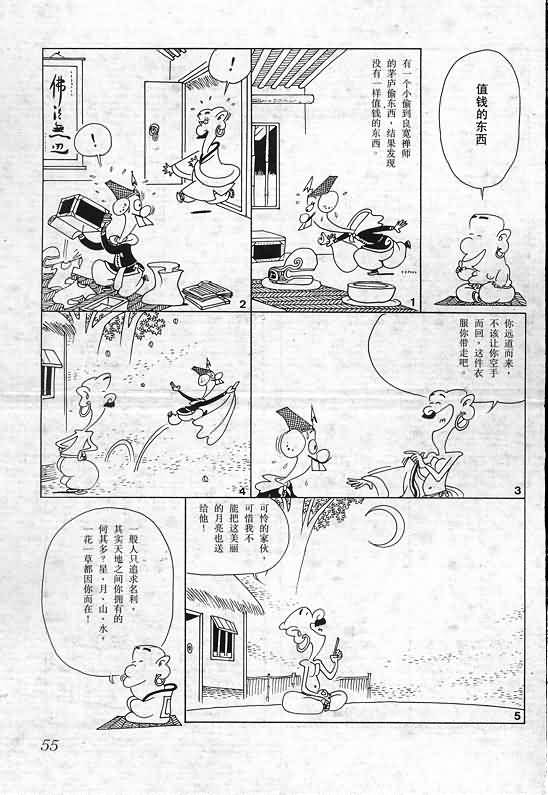 值钱的东西
有一个小偷到良宽禅师
的茅庐偷东西，结果发现
没有一样值钱的东西。
1
佛法无边
!
!
2
你远道而来，
不该让你空手
而回，这件衣
服你带走吧。
3
4
可怜的家伙，
可惜我不
能把这美丽
的月亮也送
给他！
5
一般人只追求名利，
其实天地之间你拥有的
何其多？星，月，山，水，
一花一草都因你而在！
55